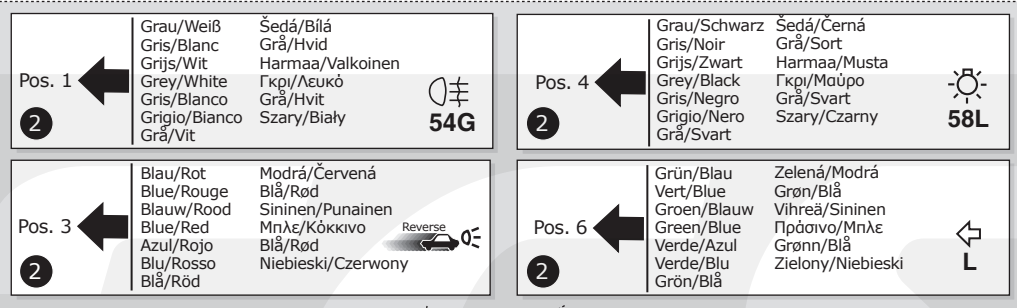 Pos. 1
2
Grau/Weiß Šedá/Bílá
Gris/Blanc Grå/Hvid
Grijs/Wit Harmaa/Valkoinen
Grey/White Γκρι/Λευκό
Gris/Blanco Grå/Hvit
Grigio/Bianco Szary/Biały
Grå/Vit
54G
Pos. 4
2
Grau/Schwarz Šedá/Černá
Gris/Noir Grå/Sort
Grijs/Zwart Harmaa/Musta
Grey/Black Γκρι/Μαύρο
Gris/Negro Grå/Svart
Grigio/Nero Szary/Czarny
Grå/Svart
58L
Pos. 3
2
Blau/Rot Modrá/Červená
Blue/Rouge Blå/Rød
Blauw/Rood Sininen/Punainen
Blue/Red Μπλε/Κόκκινο
Azul/Rojo Blå/Rød
Blu/Rosso Niebieski/Czerwony
Blå/Röd
Reverse
Pos. 6
2
Grün/Blau Zelená/Modrá
Vert/Blue Grøn/Blå
Groen/Blauw Vihreä/Sininen
Green/Blue Πράσινο/Μπλε
Verde/Azul Grønn/Blå
Verde/Blu Zielony/Niebieski
Grön/Blå
L